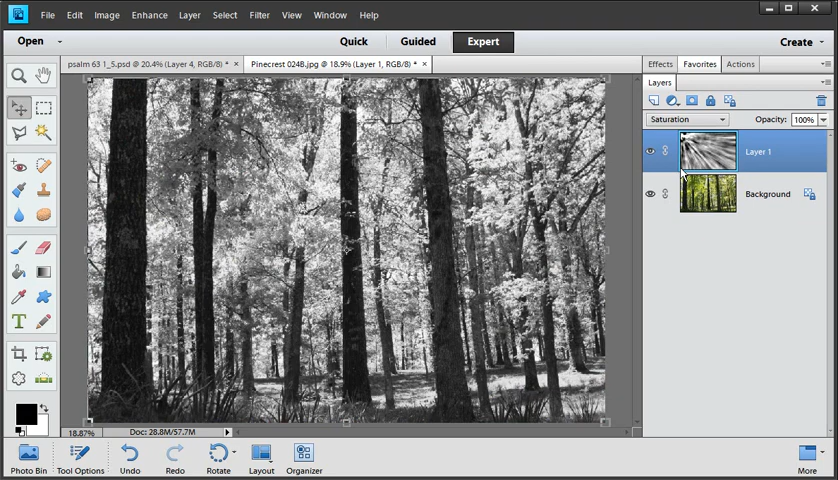 File Edit Image Enhance Layer Select Filter View Window Help
Open Quick Guided Expert Create
psalm 63 1_5.psd @ 20.4% (Layer 4, RGB/8) * × Pinecrest 024B.jpg @ 18.9% (Layer 1, RGB/8) * × Effects Favorites Actions
Layers
Saturation Opacity: 100%
Layer 1
Background
18.87% Doc: 28.8M/57.7M
Photo Bin Tool Options Undo Redo Rotate Layout Organizer More